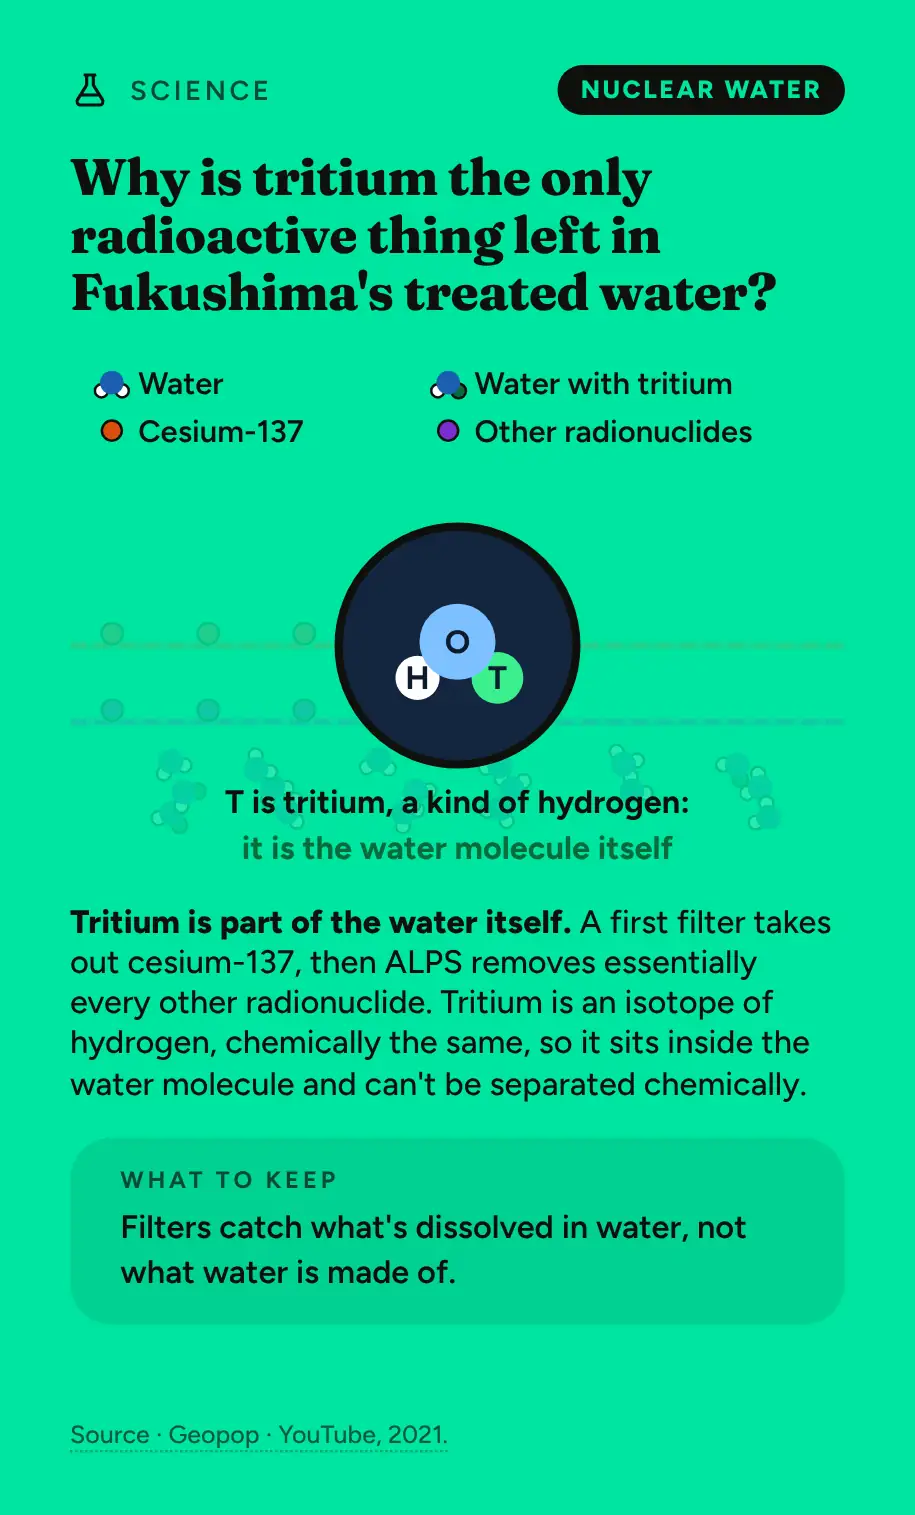 SCIENCE
NUCLEAR WATER
Why is tritium the only
radioactive thing left in
Fukushima's treated water?
Water
Water with tritium
Cesium-137
Other radionuclides
O
H
T
T is tritium, a kind of hydrogen:
it is the water molecule itself
Tritium is part of the water itself. A first filter takes
out cesium-137, then ALPS removes essentially
every other radionuclide. Tritium is an isotope of
hydrogen, chemically the same, so it sits inside the
water molecule and can't be separated chemically.
WHAT TO KEEP
Filters catch what's dissolved in water, not
what water is made of.
Source · Geopop · YouTube, 2021.